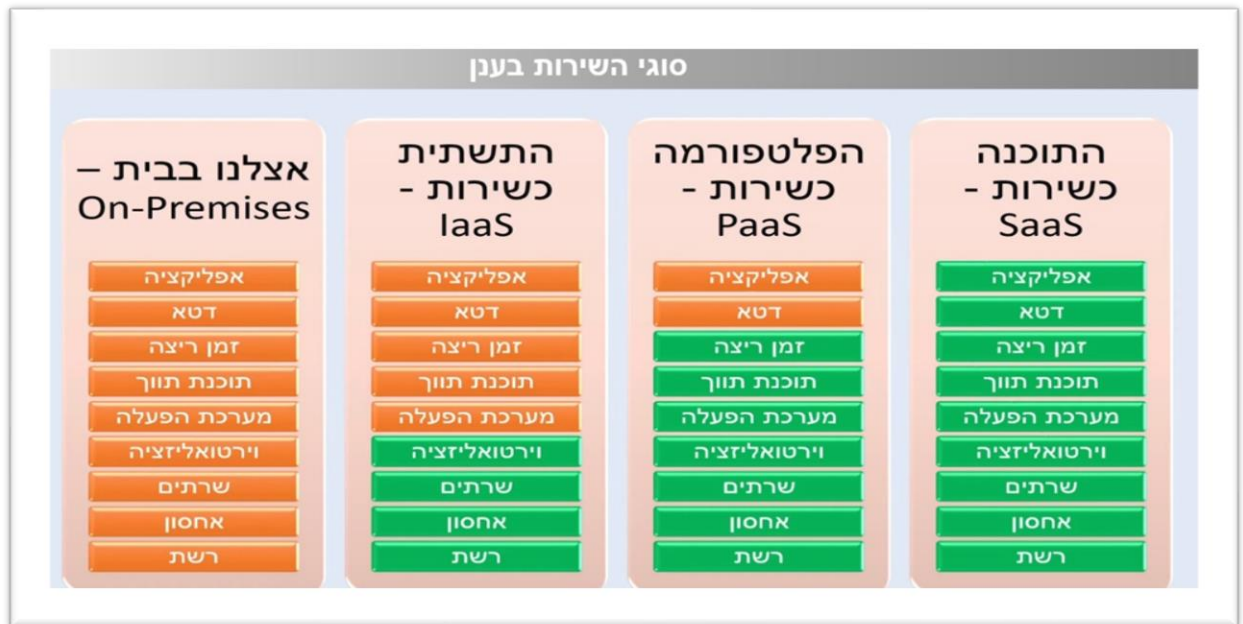 סוגי השירות בענן
התוכנה
כשירות -
SaaS
אפליקציה
דטא
זמן ריצה
תוכנת תווך
מערכת הפעלה
וירטואליזציה
שרתים
אחסון
רשת
הפלטפורמה
כשירות -
PaaS
אפליקציה
דטא
זמן ריצה
תוכנת תווך
מערכת הפעלה
וירטואליזציה
שרתים
אחסון
רשת
התשתית
כשירות -
IaaS
אפליקציה
דטא
זמן ריצה
תוכנת תווך
מערכת הפעלה
וירטואליזציה
שרתים
אחסון
רשת
אצלנו בבית –
On-Premises
אפליקציה
דטא
זמן ריצה
תוכנת תווך
מערכת הפעלה
וירטואליזציה
שרתים
אחסון
רשת